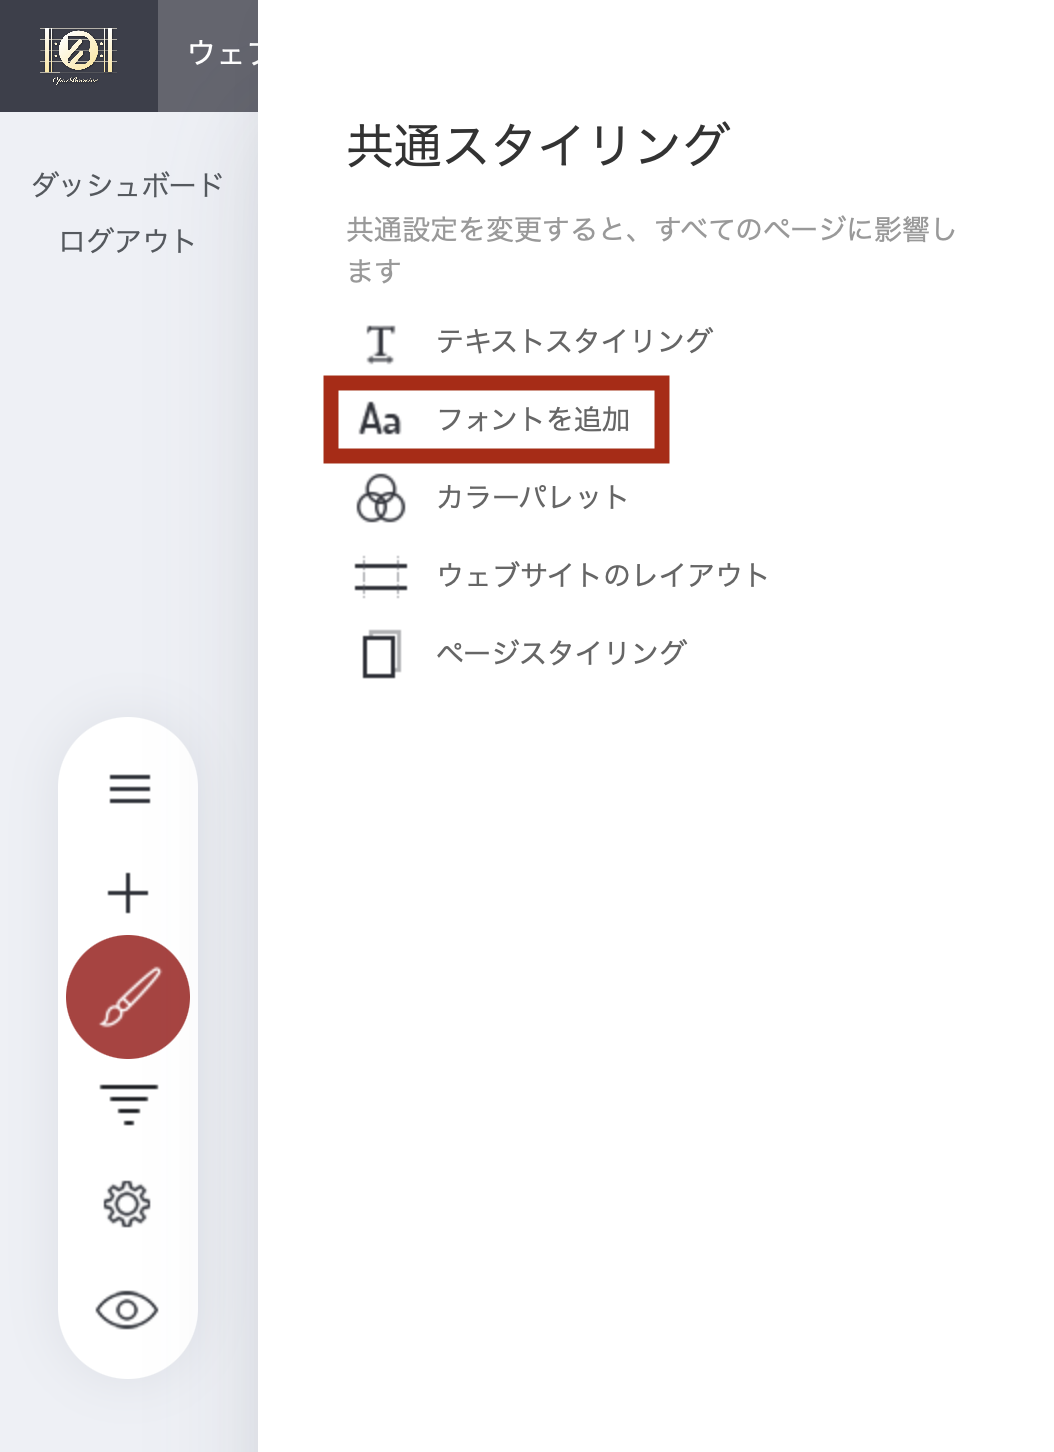 ウェブ
ダッシュボード
ログアウト
共通スタイリング
共通設定を変更すると、すべてのページに影響し
ます
テキストスタイリング
Aa
フォントを追加
カラーパレット
ウェブサイトのレイアウト
ページスタイリング